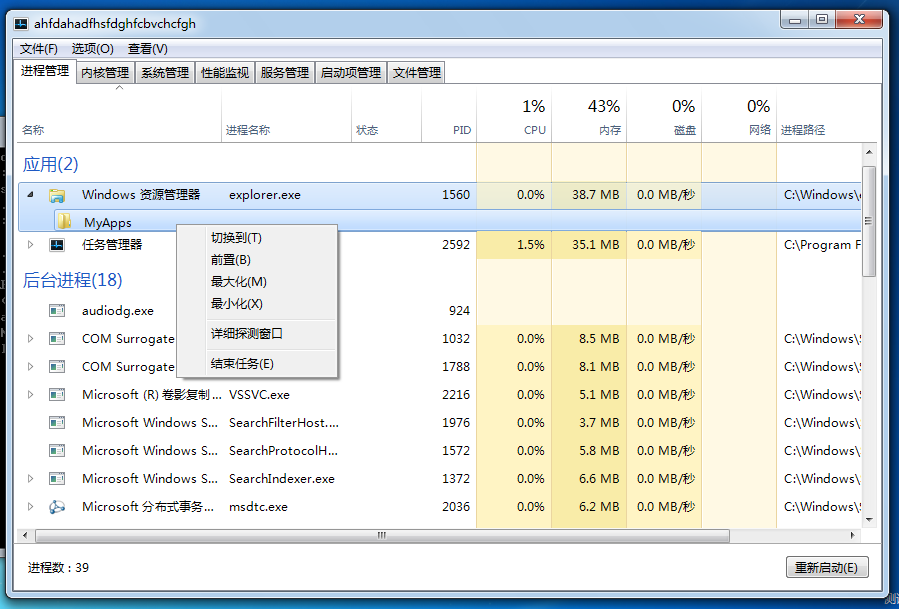 ahfdahadfhsfdghfcbvchcfgh
文件(F) 选项(O) 查看(V)
进程管理 内核管理 系统管理 性能监视 服务管理 启动项管理 文件管理
1% 43% 0% 0%
名称 进程名称 状态 PID CPU 内存 磁盘 网络 进程路径
应用(2)
Windows 资源管理器 explorer.exe 1560 0.0% 38.7 MB 0.0 MB/秒 C:\Windows\
MyApps
任务管理器 2592 1.5% 35.1 MB 0.0 MB/秒 C:\Program F
切换到(T)
前置(B)
最大化(M)
最小化(X)
详细探测窗口
结束任务(E)
后台进程(18)
audiodg.exe 924
COM Surrogate 1032 0.0% 8.5 MB 0.0 MB/秒 C:\Windows\
COM Surrogate 1788 0.0% 8.1 MB 0.0 MB/秒 C:\Windows\
Microsoft (R) 卷影复制... VSSVC.exe 2216 0.0% 5.1 MB 0.0 MB/秒 C:\Windows\
Microsoft Windows S... SearchFilterHost.... 1976 0.0% 3.7 MB 0.0 MB/秒 C:\Windows\
Microsoft Windows S... SearchProtocolH... 1572 0.0% 5.8 MB 0.0 MB/秒 C:\Windows\
Microsoft Windows S... SearchIndexer.exe 1372 0.0% 6.6 MB 0.0 MB/秒 C:\Windows\
Microsoft 分布式事务... msdtc.exe 2036 0.0% 6.2 MB 0.0 MB/秒 C:\Windows\
进程数：39
重新启动(E)